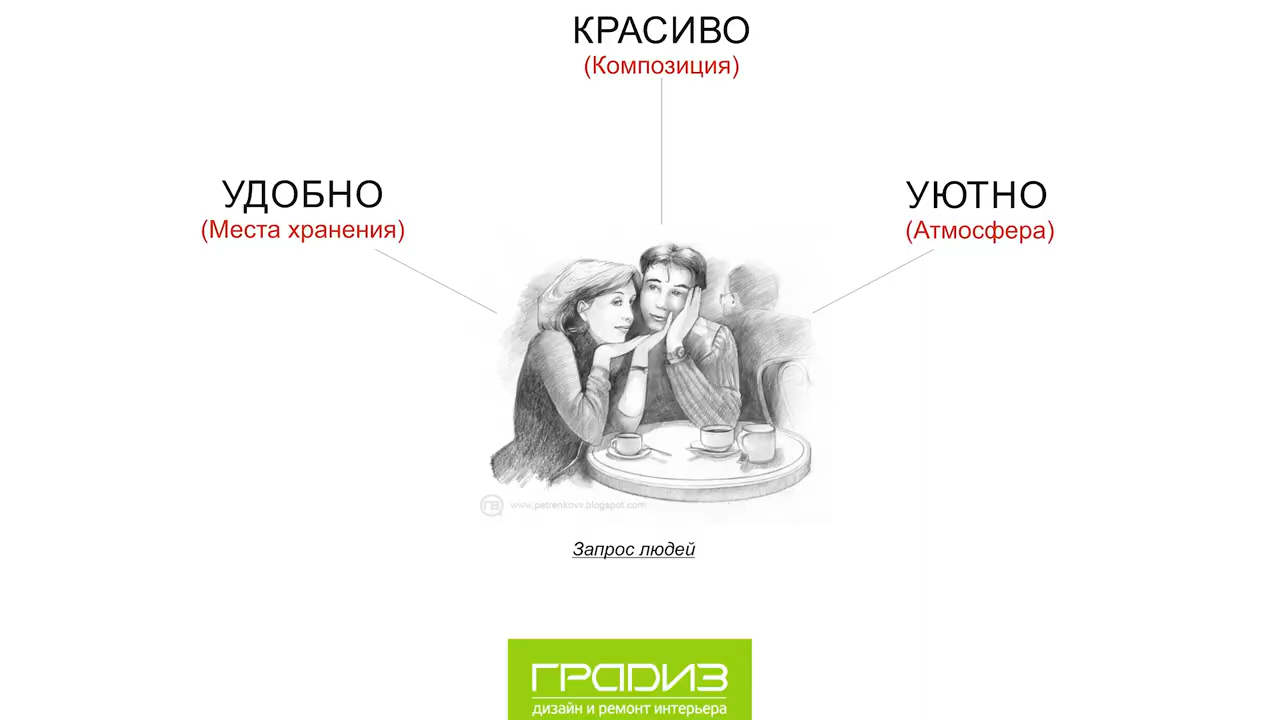 КРАСИВО
(Композиция)
УДОБНО
(Места хранения)
УЮТНО
(Атмосфера)
www.petrenkovv.blogspot.com
Запрос людей
ГРАДИЗ
дизайн и ремонт интерьера